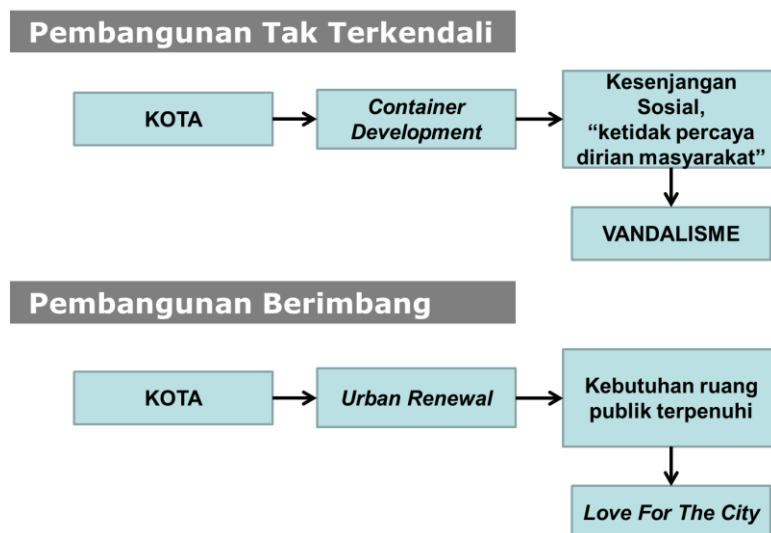 Pembangunan Tak Terkendali
KOTA
Container
Development
Kesenjangan
Sosial,
“ketidak percaya
dirian masyarakat”
VANDALISME
Pembangunan Berimbang
KOTA
Urban Renewal
Kebutuhan ruang
publik terpenuhi
Love For The City